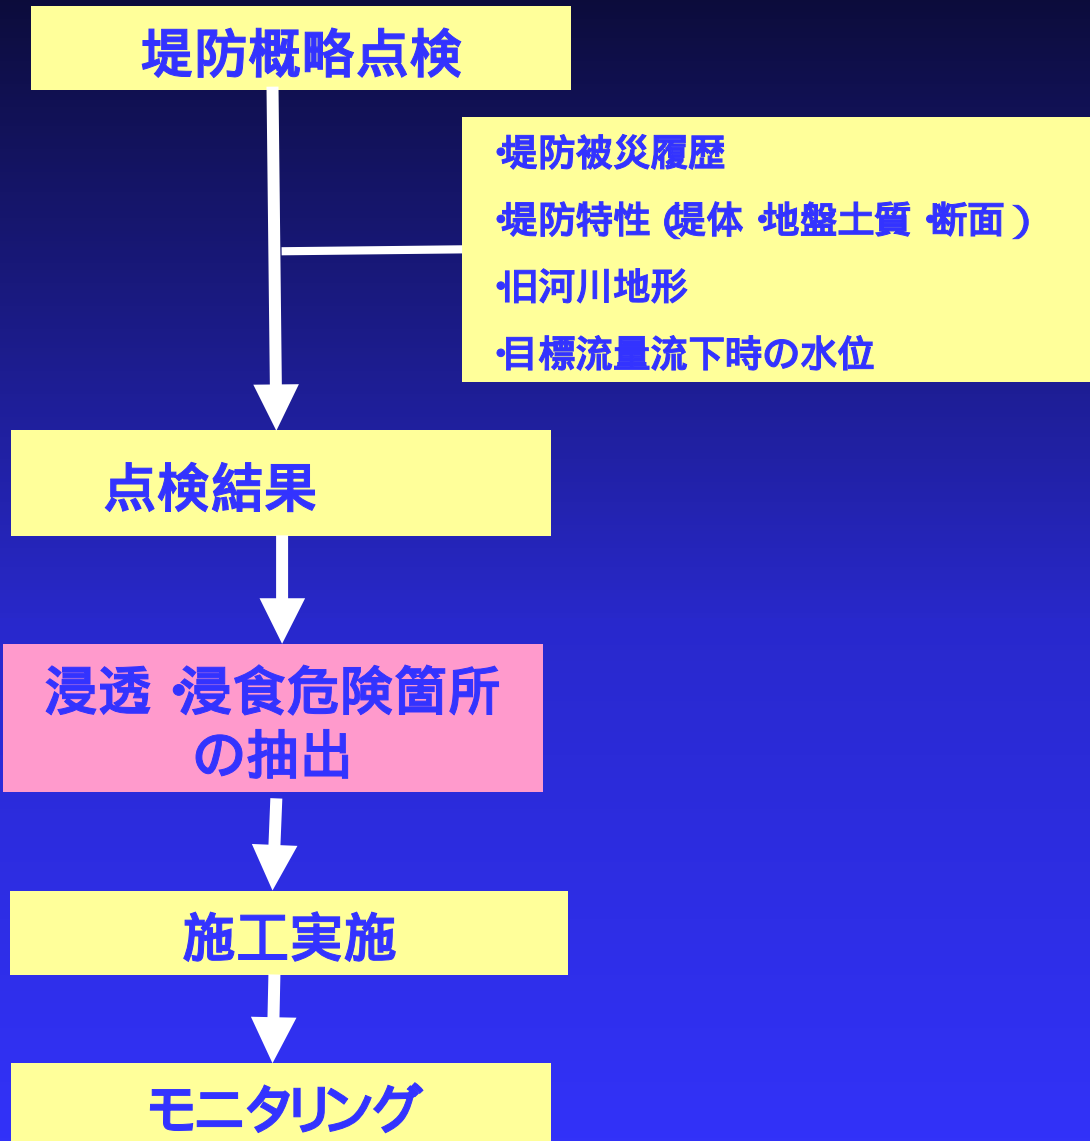 堤防概略点検
・堤防被災履歴
・堤防特性（堤体・地盤土質・断面）
・旧河川地形
・目標流量流下時の水位
点検結果
浸透・浸食危険箇所
の抽出
施工実施
モニタリング